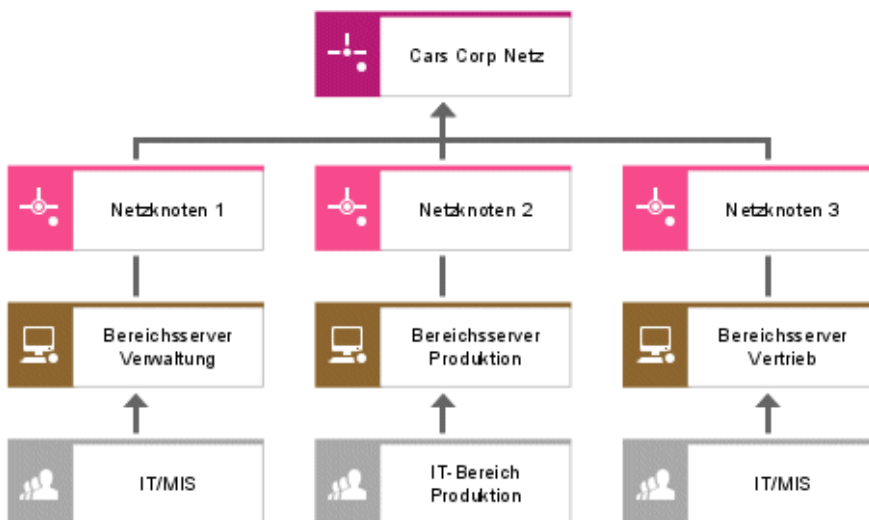 Cars Corp Netz
Netzknoten 1
Netzknoten 2
Netzknoten 3
Bereichsserver
Verwaltung
Bereichsserver
Produktion
Bereichsserver
Vertrieb
IT/MIS
IT-Bereich
Produktion
IT/MIS